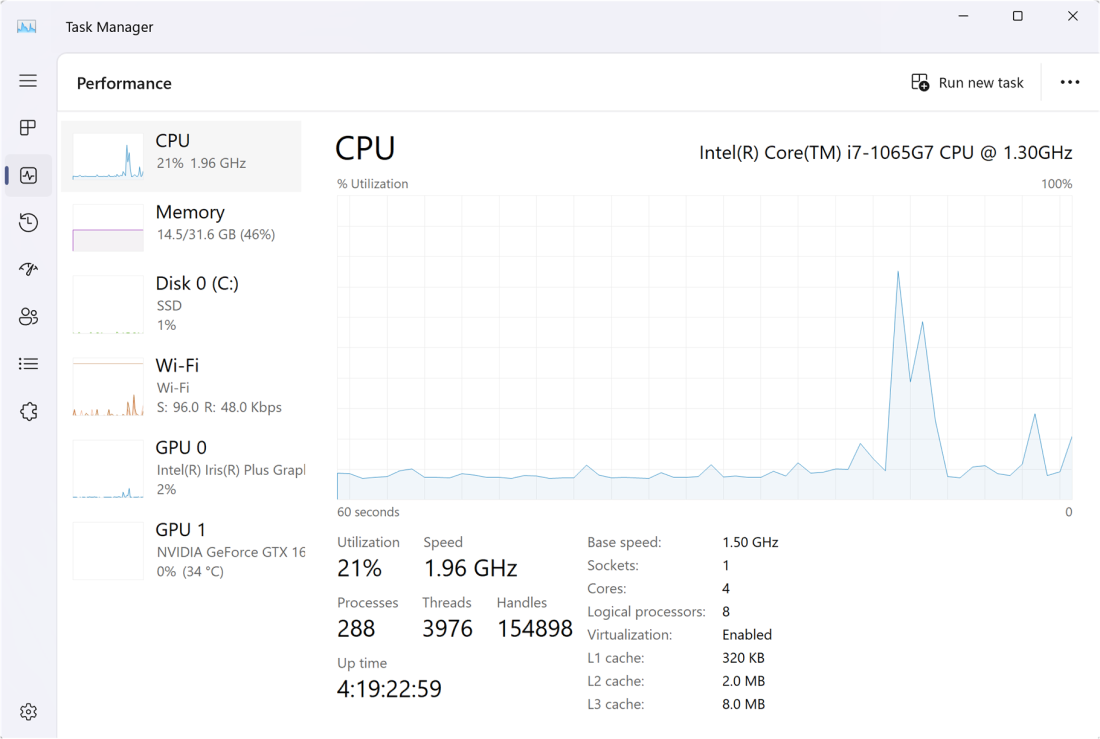 Task Manager
Performance
Run new task
CPU
21% 1.96 GHz
Memory
14.5/31.6 GB (46%)
Disk 0 (C:)
SSD
1%
Wi-Fi
Wi-Fi
S: 96.0 R: 48.0 Kbps
GPU 0
Intel(R) Iris(R) Plus Grapl
2%
GPU 1
NVIDIA GeForce GTX 16
0% (34 °C)
CPU
Intel(R) Core(TM) i7-1065G7 CPU @ 1.30GHz
% Utilization 100%
60 seconds 0
Utilization Speed
21% 1.96 GHz
Processes Threads Handles
288 3976 154898
Up time
4:19:22:59
Base speed: 1.50 GHz
Sockets: 1
Cores: 4
Logical processors: 8
Virtualization: Enabled
L1 cache: 320 KB
L2 cache: 2.0 MB
L3 cache: 8.0 MB